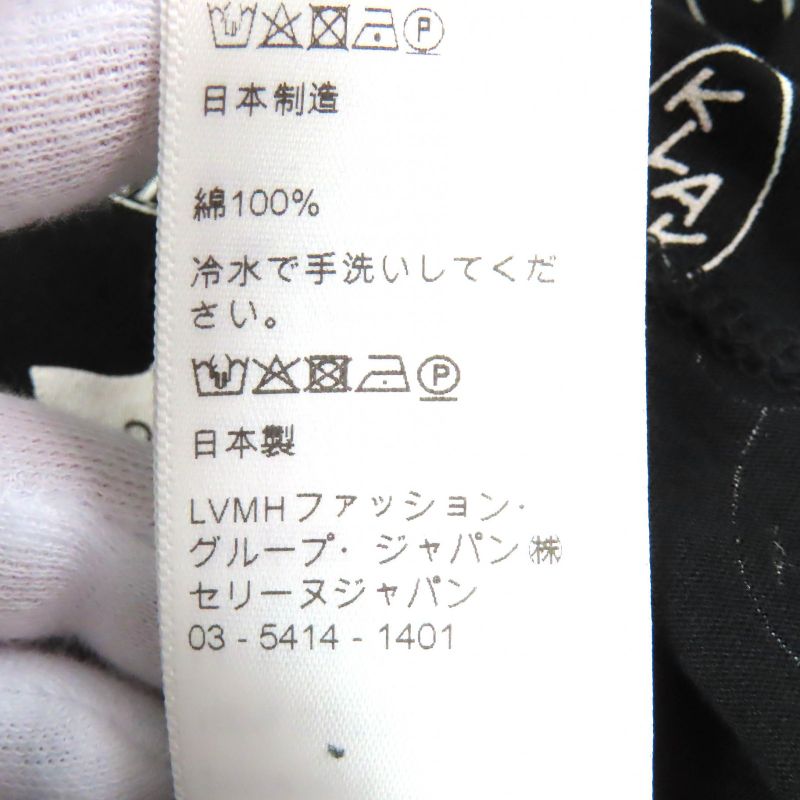 日本制造
綿100%
冷水で手洗いしてくだ
さい。
日本製
LVMHファッション・
グループ・ジャパン㈱
セリーヌジャパン
03 - 5414 - 1401
P
P
KLAY